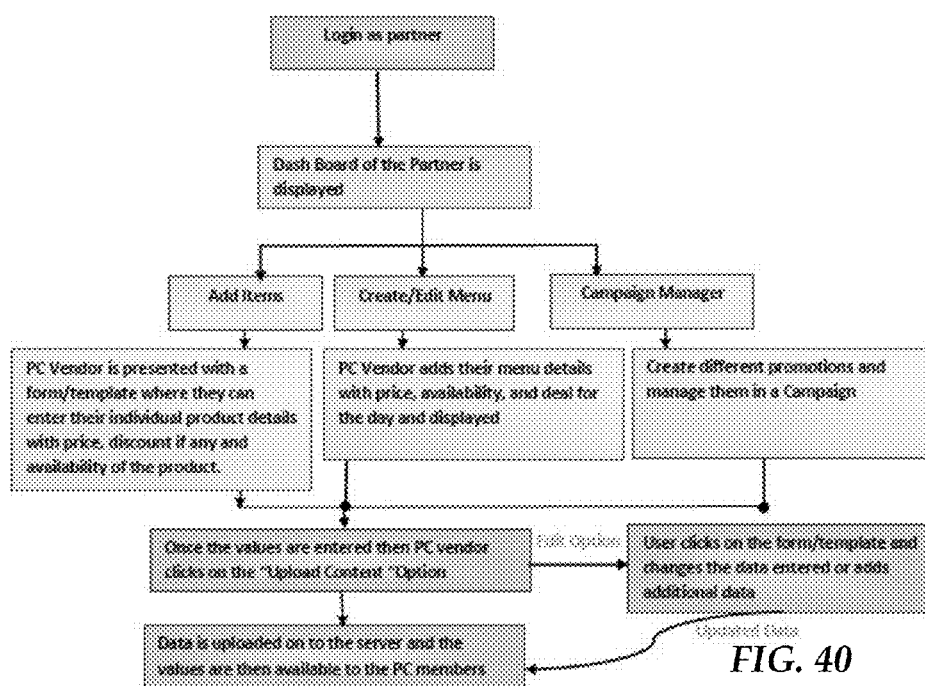 Login as partner
Dash Board of the Partner is
displayed
Add Items
Create/Edit Menu
Campaign Manager
PC Vendor is presented with a
form/template where they can
enter their individual product details
with price, discount if any and
availability of the product.
PC Vendor adds their menu details
with price, availability, and deal for
the day and displayed
Create different promotions and
manage them in a Campaign
Once the values are entered then PC vendor
clicks on the "Upload Content "Option
Edit Option
User clicks on the form/template and
changes the data entered or adds
additional data
Updated Data
Data is uploaded on to the server and the
values are then available to the PC members
FIG. 40